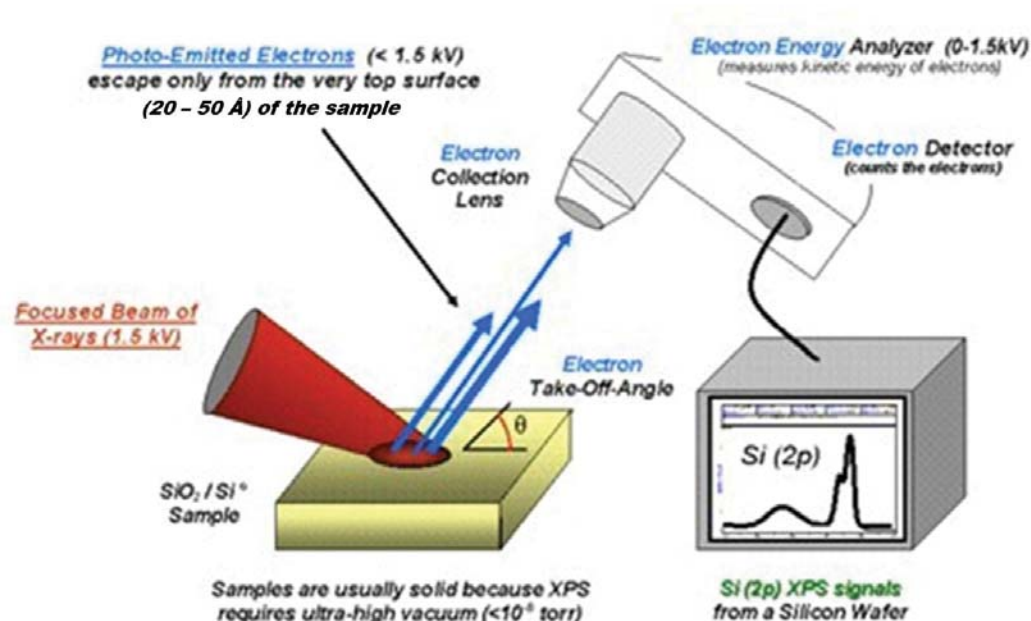 Photo-Emitted Electrons (< 1.5 kV)
escape only from the very top surface
(20 – 50 Å) of the sample
Electron Energy Analyzer (0-1.5kV)
(measures kinetic energy of electrons)
Electron Detector
(counts the electrons)
Electron
Collection
Lens
Focused Beam of
X-rays (1.5 kV)
Electron
Take-Off-Angle
θ
Si (2p)
SiO₂ / Si°
Sample
Samples are usually solid because XPS
requires ultra-high vacuum (<10⁻⁸ torr)
Si (2p) XPS signals
from a Silicon Wafer